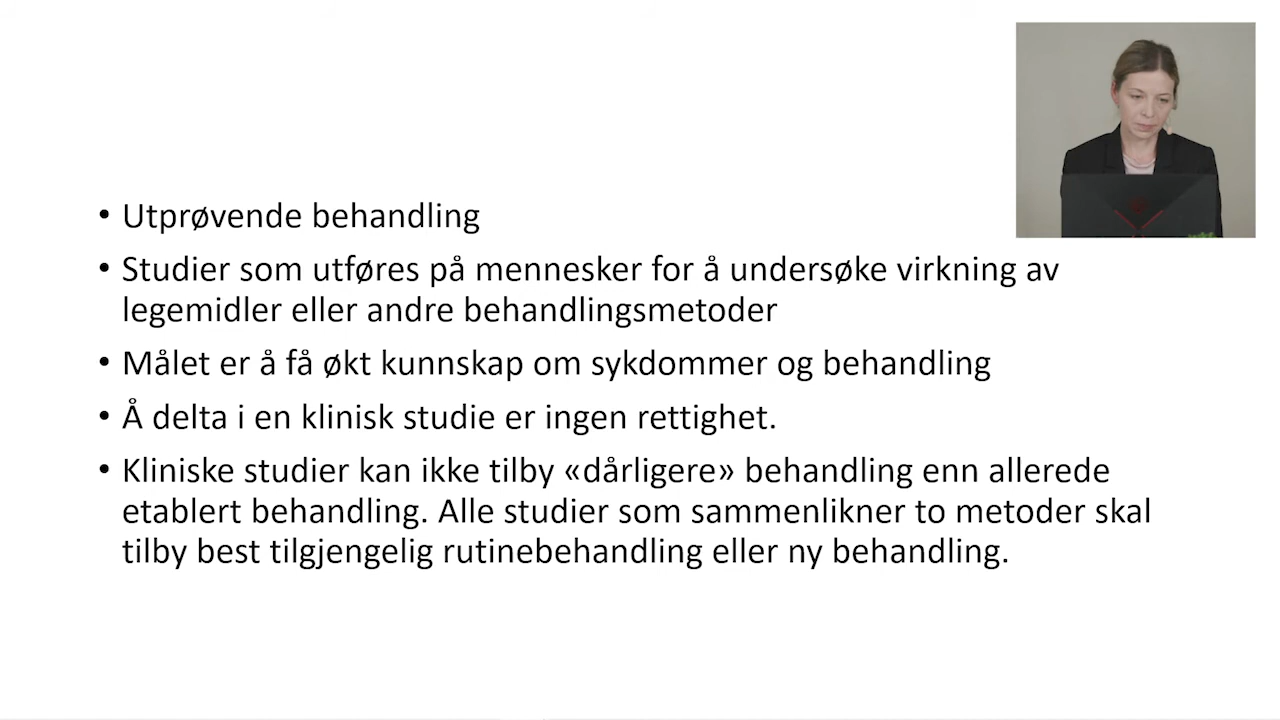 • Utprøvende behandling
• Studier som utføres på mennesker for å undersøke virkning av
legemidler eller andre behandlingsmetoder
• Målet er å få økt kunnskap om sykdommer og behandling
• Å delta i en klinisk studie er ingen rettighet.
• Kliniske studier kan ikke tilby «dårligere» behandling enn allerede
etablert behandling. Alle studier som sammenlikner to metoder skal
tilby best tilgjengelig rutinebehandling eller ny behandling.